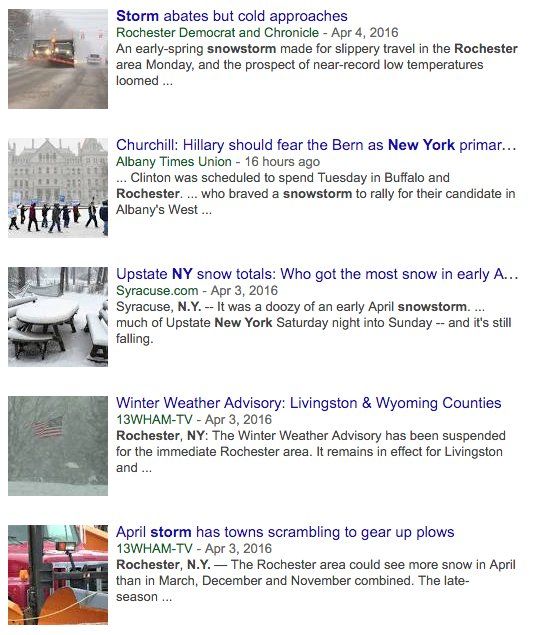 Storm abates but cold approaches
Rochester Democrat and Chronicle - Apr 4, 2016
An early-spring snowstorm made for slippery travel in the Rochester
area Monday, and the prospect of near-record low temperatures
loomed ...
Churchill: Hillary should fear the Bern as New York primar…
Albany Times Union - 16 hours ago
... Clinton was scheduled to spend Tuesday in Buffalo and
Rochester. ... who braved a snowstorm to rally for their candidate in
Albany's West ...
Upstate NY snow totals: Who got the most snow in early A…
Syracuse.com - Apr 3, 2016
Syracuse, N.Y. -- It was a doozy of an early April snowstorm. ...
much of Upstate New York Saturday night into Sunday -- and it's still
falling.
Winter Weather Advisory: Livingston & Wyoming Counties
13WHAM-TV - Apr 3, 2016
Rochester, NY: The Winter Weather Advisory has been suspended
for the immediate Rochester area. It remains in effect for Livingston
and ...
April storm has towns scrambling to gear up plows
13WHAM-TV - Apr 3, 2016
Rochester, N.Y. — The Rochester area could see more snow in April
than in March, December and November combined. The late-
season ...